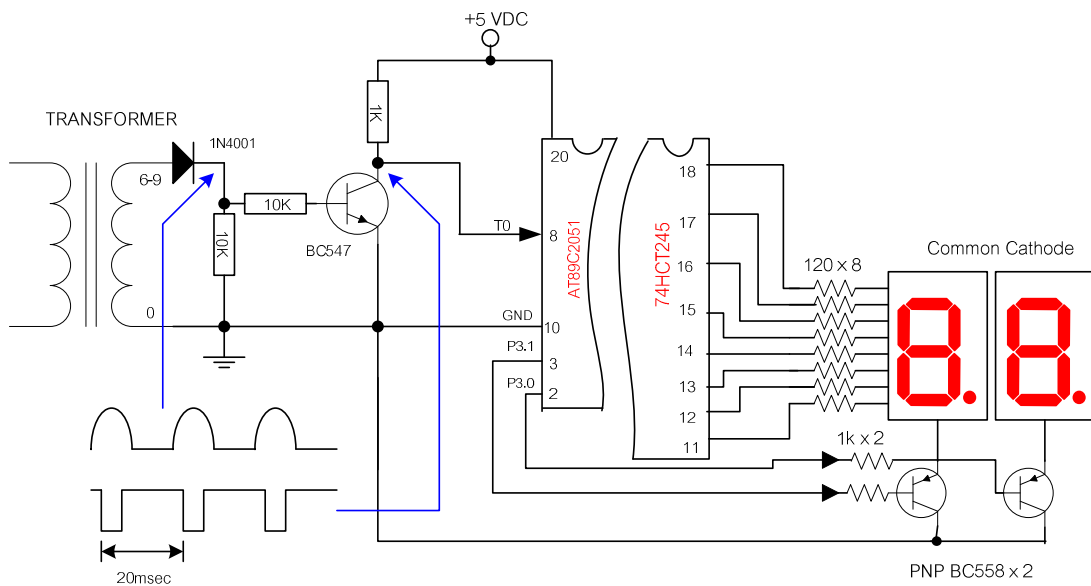 +5 VDC
TRANSFORMER
1N4001
1K
6-9
10K
10K
BC547
0
T0
20
8
AT89C2051
GND
10
P3.1
3
P3.0
2
74HCT245
18
17
16
15
14
13
12
11
120 x 8
Common Cathode
8.
8.
1k x 2
20msec
PNP BC558 x 2